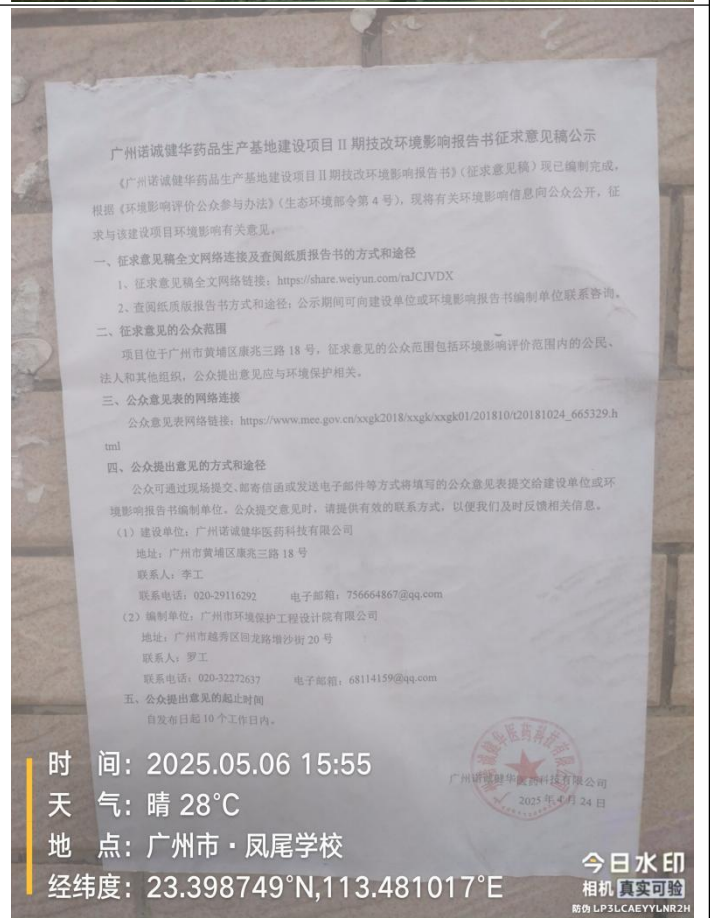 广州诺诚健华药品生产基地建设项目 II 期技改环境影响报告书征求意见稿公示
《广州诺诚健华药品生产基地建设项目II期技改环境影响报告书》（征求意见稿）现已编制完成，
根据《环境影响评价公众参与办法》（生态环境部令第 4 号），现将有关环境影响信息向公众公开，征
求与该建设项目环境影响有关意见。
一、征求意见稿全文网络连接及查阅纸质报告书的方式和途径
1、征求意见稿全文网络链接：https://share.weiyun.com/raJCJVDX
2、查阅纸质版报告书方式和途径：公示期间可向建设单位或环境影响报告书编制单位联系咨询。
二、征求意见的公众范围
项目位于广州市黄埔区康兆三路 18 号，征求意见的公众范围包括环境影响评价范围内的公民、
法人和其他组织，公众提出意见应与环境保护相关。
三、公众意见表的网络连接
公众意见表网络链接：https://www.mee.gov.cn/xxgk2018/xxgk/xxgk01/201810/t20181024_665329.h
tml
四、公众提出意见的方式和途径
公众可通过现场提交、邮寄信函或发送电子邮件等方式将填写的公众意见表提交给建设单位或环
境影响报告书编制单位。公众提交意见时，请提供有效的联系方式，以便我们及时反馈相关信息。
（1）建设单位：广州诺诚健华医药科技有限公司
地址：广州市黄埔区康兆三路 18 号
联系人：李工
联系电话：020-29116292 电子邮箱：756664867@qq.com
（2）编制单位：广州市环境保护工程设计院有限公司
地址：广州市越秀区回龙路增沙街 20 号
联系人：罗工
联系电话：020-32272637 电子邮箱：68114159@qq.com
五、公众提出意见的起止时间
自发布日起 10 个工作日内。
广州诺诚健华医药科技有限公司
2025 年 4 月 24 日
广州诺诚健华医药科技有限公司
时 间：2025.05.06 15:55
天 气：晴 28°C
地 点：广州市·凤尾学校
经纬度：23.398749°N,113.481017°E
今日水印
相机 真实可验
防伪 LP3LCAEYYLNR2H